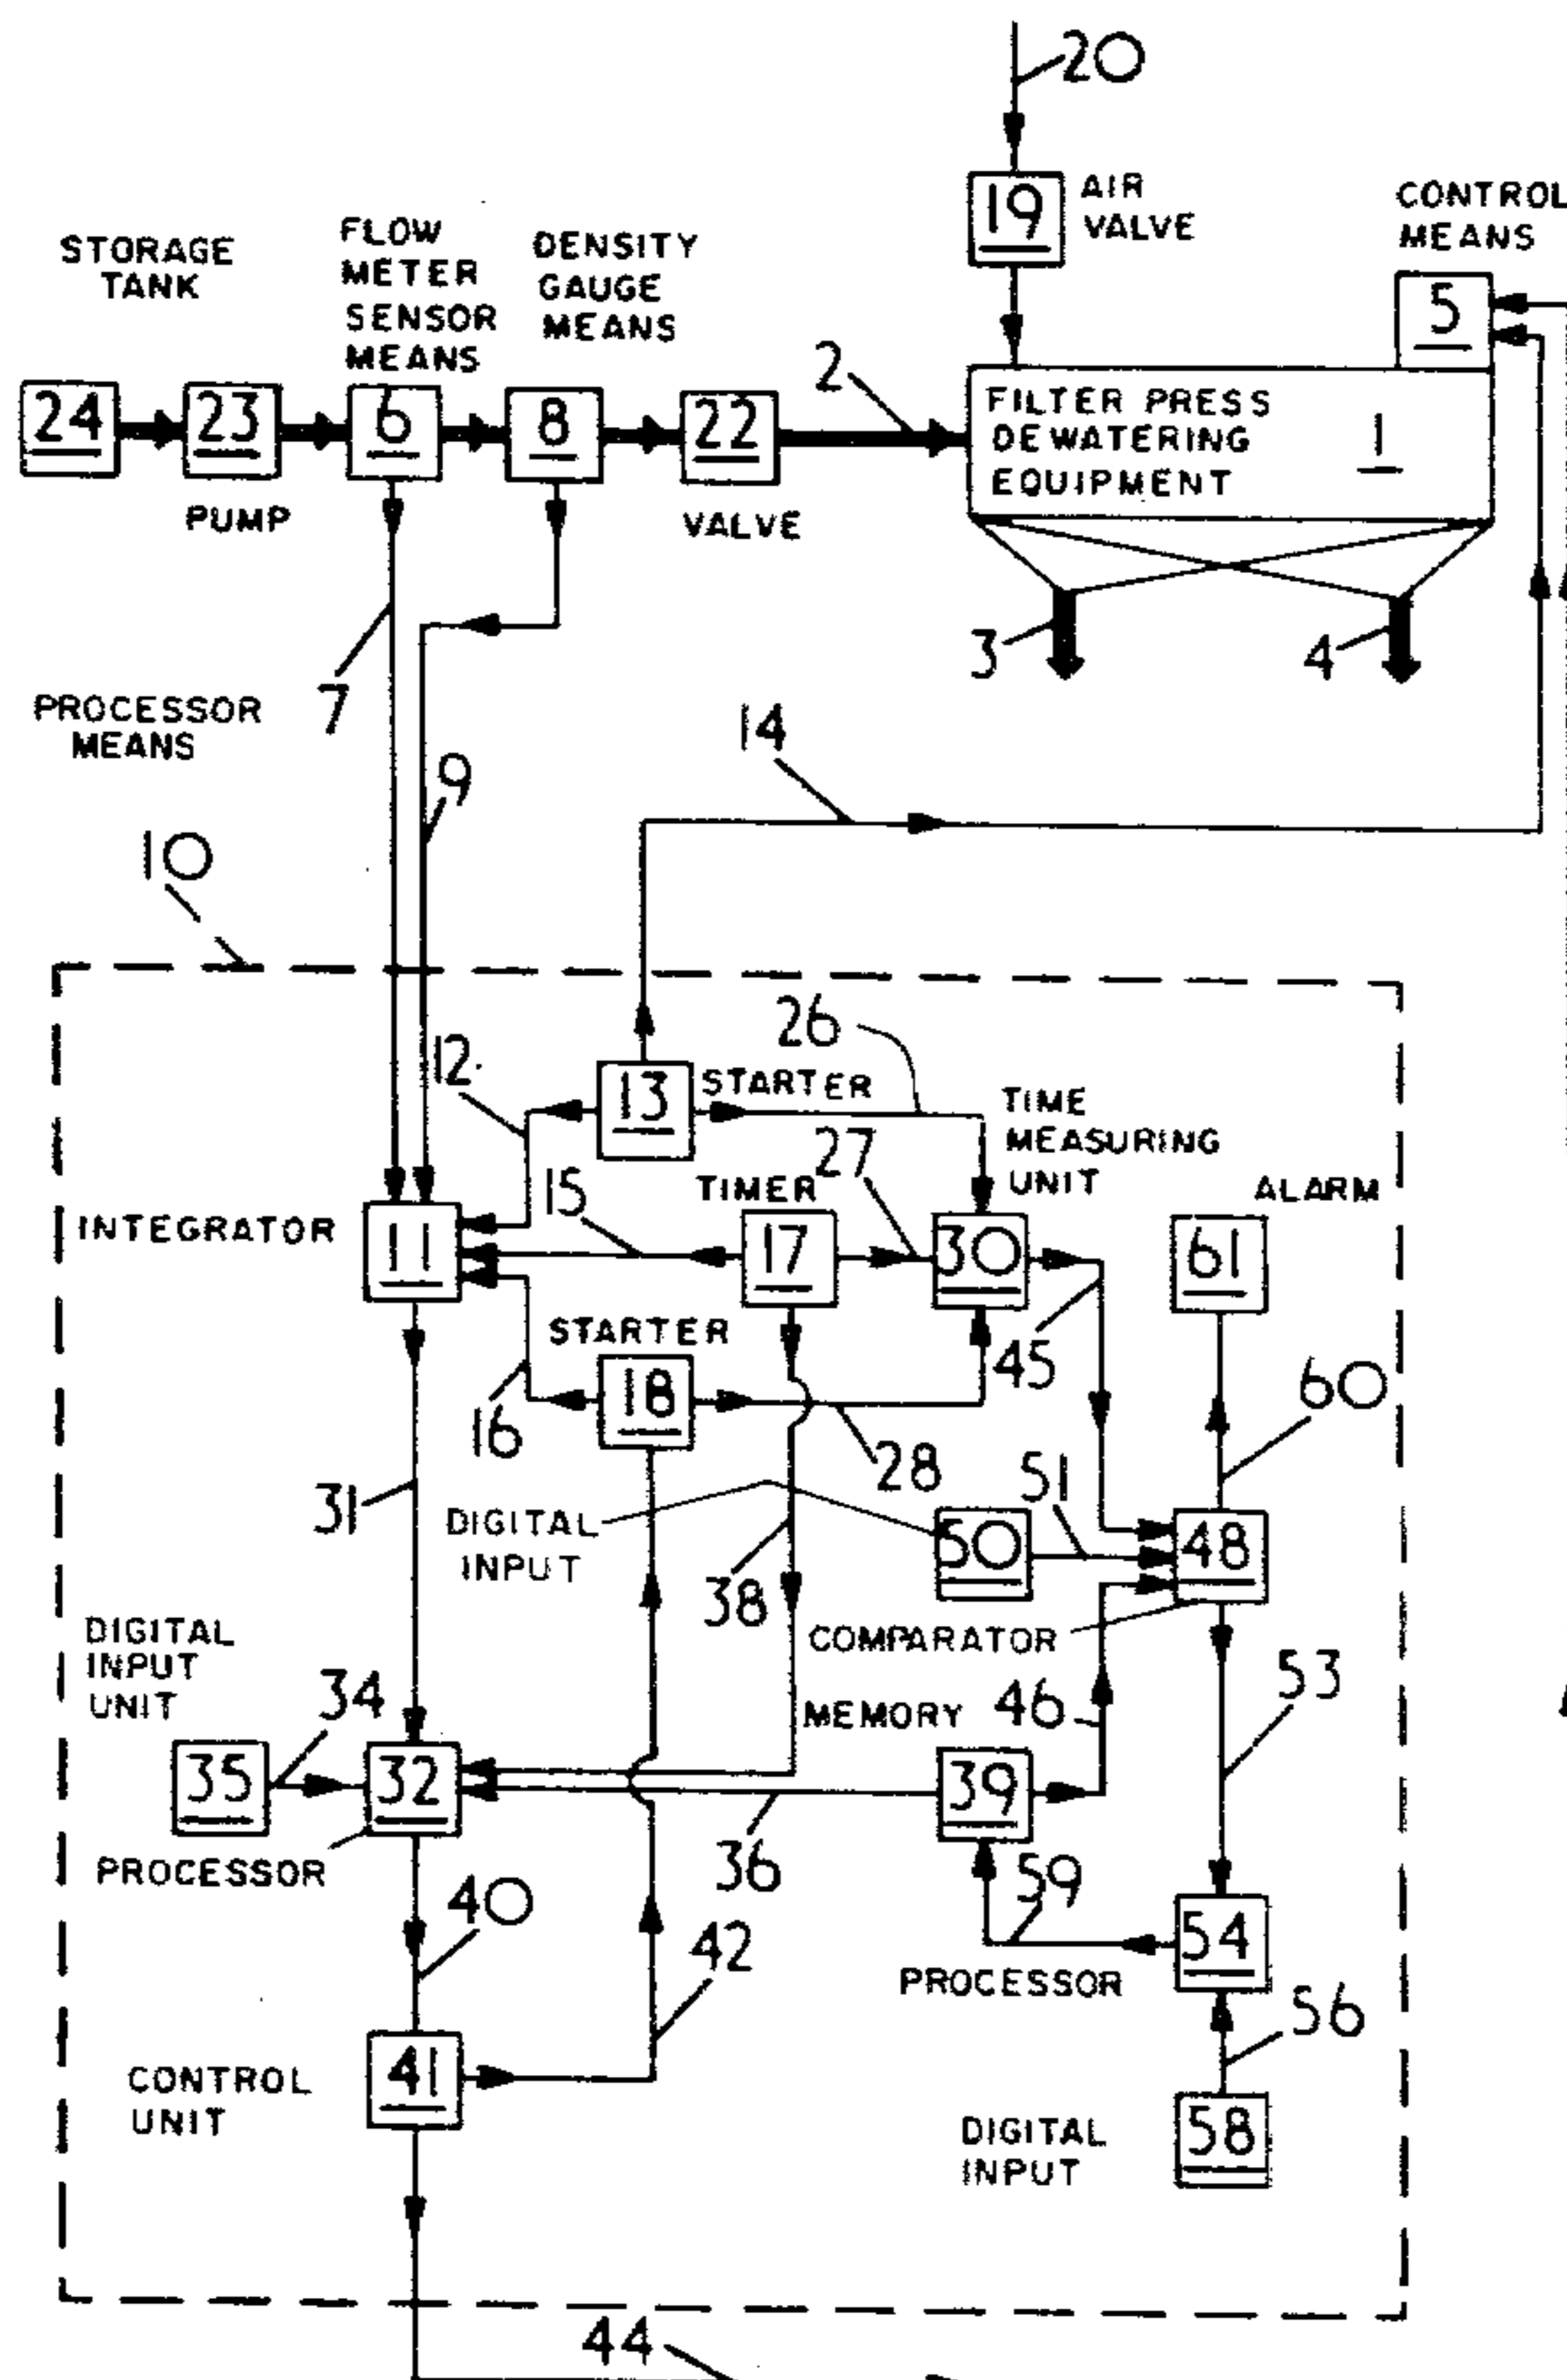 20
19
AIR
VALVE
CONTROL
MEANS
5
STORAGE
TANK
FLOW
METER
SENSOR
MEANS
DENSITY
GAUGE
MEANS
24
23
6
8
22
2
PUMP
VALVE
FILTER PRESS
DEWATERING
EQUIPMENT
1
3
4
7
PROCESSOR
MEANS
9
14
10
12
13
STARTER
26
TIME
MEASURING
UNIT
INTEGRATOR
11
15
TIMER
27
17
30
ALARM
61
STARTER
18
16
28
45
60
31
DIGITAL
INPUT
38
50
51
48
COMPARATOR
DIGITAL
INPUT
UNIT
34
35
32
PROCESSOR
MEMORY
46
53
39
36
59
40
42
54
PROCESSOR
56
CONTROL
UNIT
41
DIGITAL
INPUT
58
44